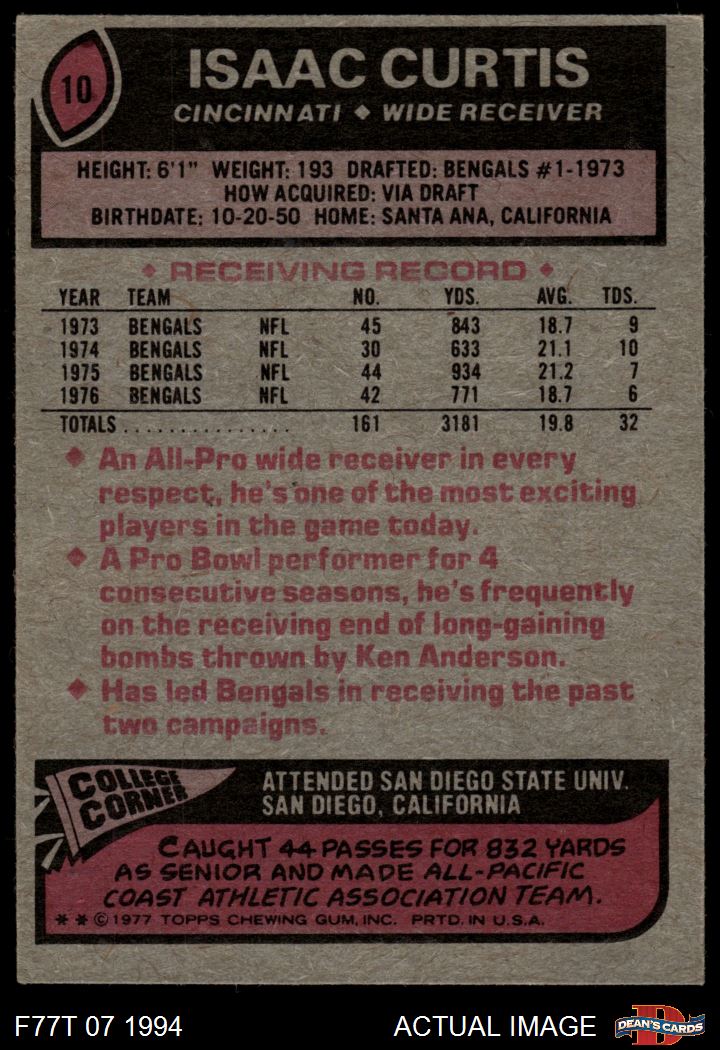 10
ISAAC CURTIS
CINCINNATI ◆ WIDE RECEIVER
HEIGHT: 6'1" WEIGHT: 193 DRAFTED: BENGALS #1-1973
HOW ACQUIRED: VIA DRAFT
BIRTHDATE: 10-20-50 HOME: SANTA ANA, CALIFORNIA
◆ RECEIVING RECORD ◆
YEAR TEAM NO. YDS. AVG. TDS.
1973 BENGALS NFL 45 843 18.7 9
1974 BENGALS NFL 30 633 21.1 10
1975 BENGALS NFL 44 934 21.2 7
1976 BENGALS NFL 42 771 18.7 6
TOTALS . . . . . . . . . . . . . . . 161 3181 19.8 32
◆ An All-Pro wide receiver in every
respect, he's one of the most exciting
players in the game today.
◆ A Pro Bowl performer for 4
consecutive seasons, he's frequently
on the receiving end of long-gaining
bombs thrown by Ken Anderson.
◆ Has led Bengals in receiving the past
two campaigns.
COLLEGE
CORNER
ATTENDED SAN DIEGO STATE UNIV.
SAN DIEGO, CALIFORNIA
CAUGHT 44 PASSES FOR 832 YARDS
AS SENIOR AND MADE ALL-PACIFIC
COAST ATHLETIC ASSOCIATION TEAM.
* * © 1977 TOPPS CHEWING GUM, INC. PRTD. IN U.S.A.
F77T 07 1994 ACTUAL IMAGE
DEAN'S CARDS